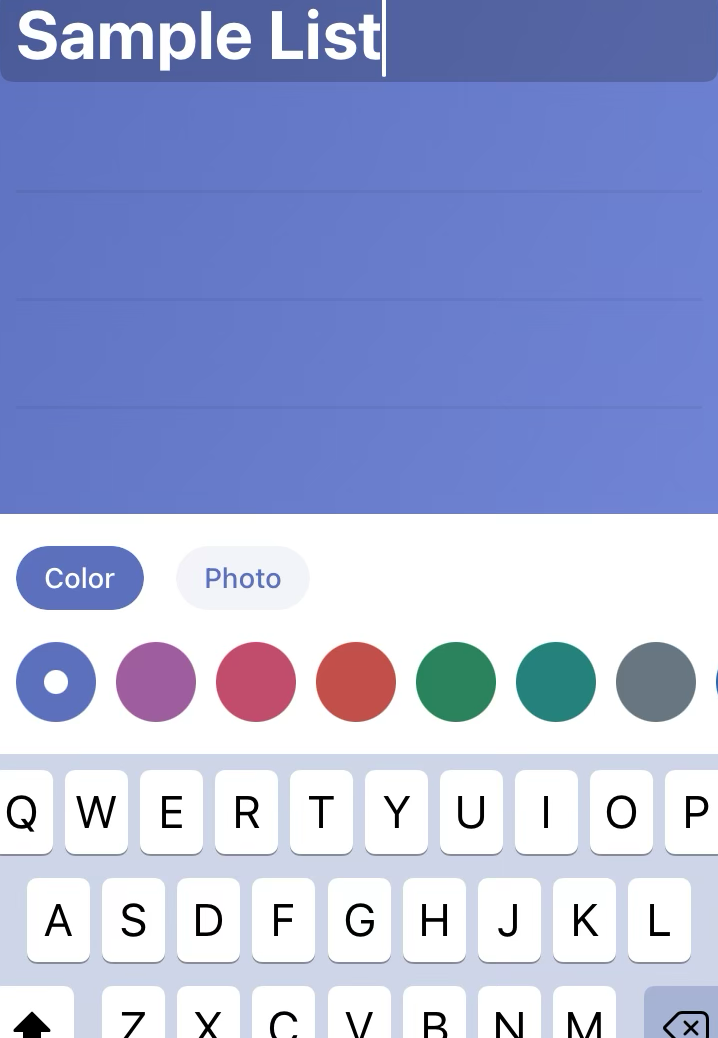 Sample List
Color Photo
Q W E R T Y U I O P
A S D F G H J K L
Z X C V B N M